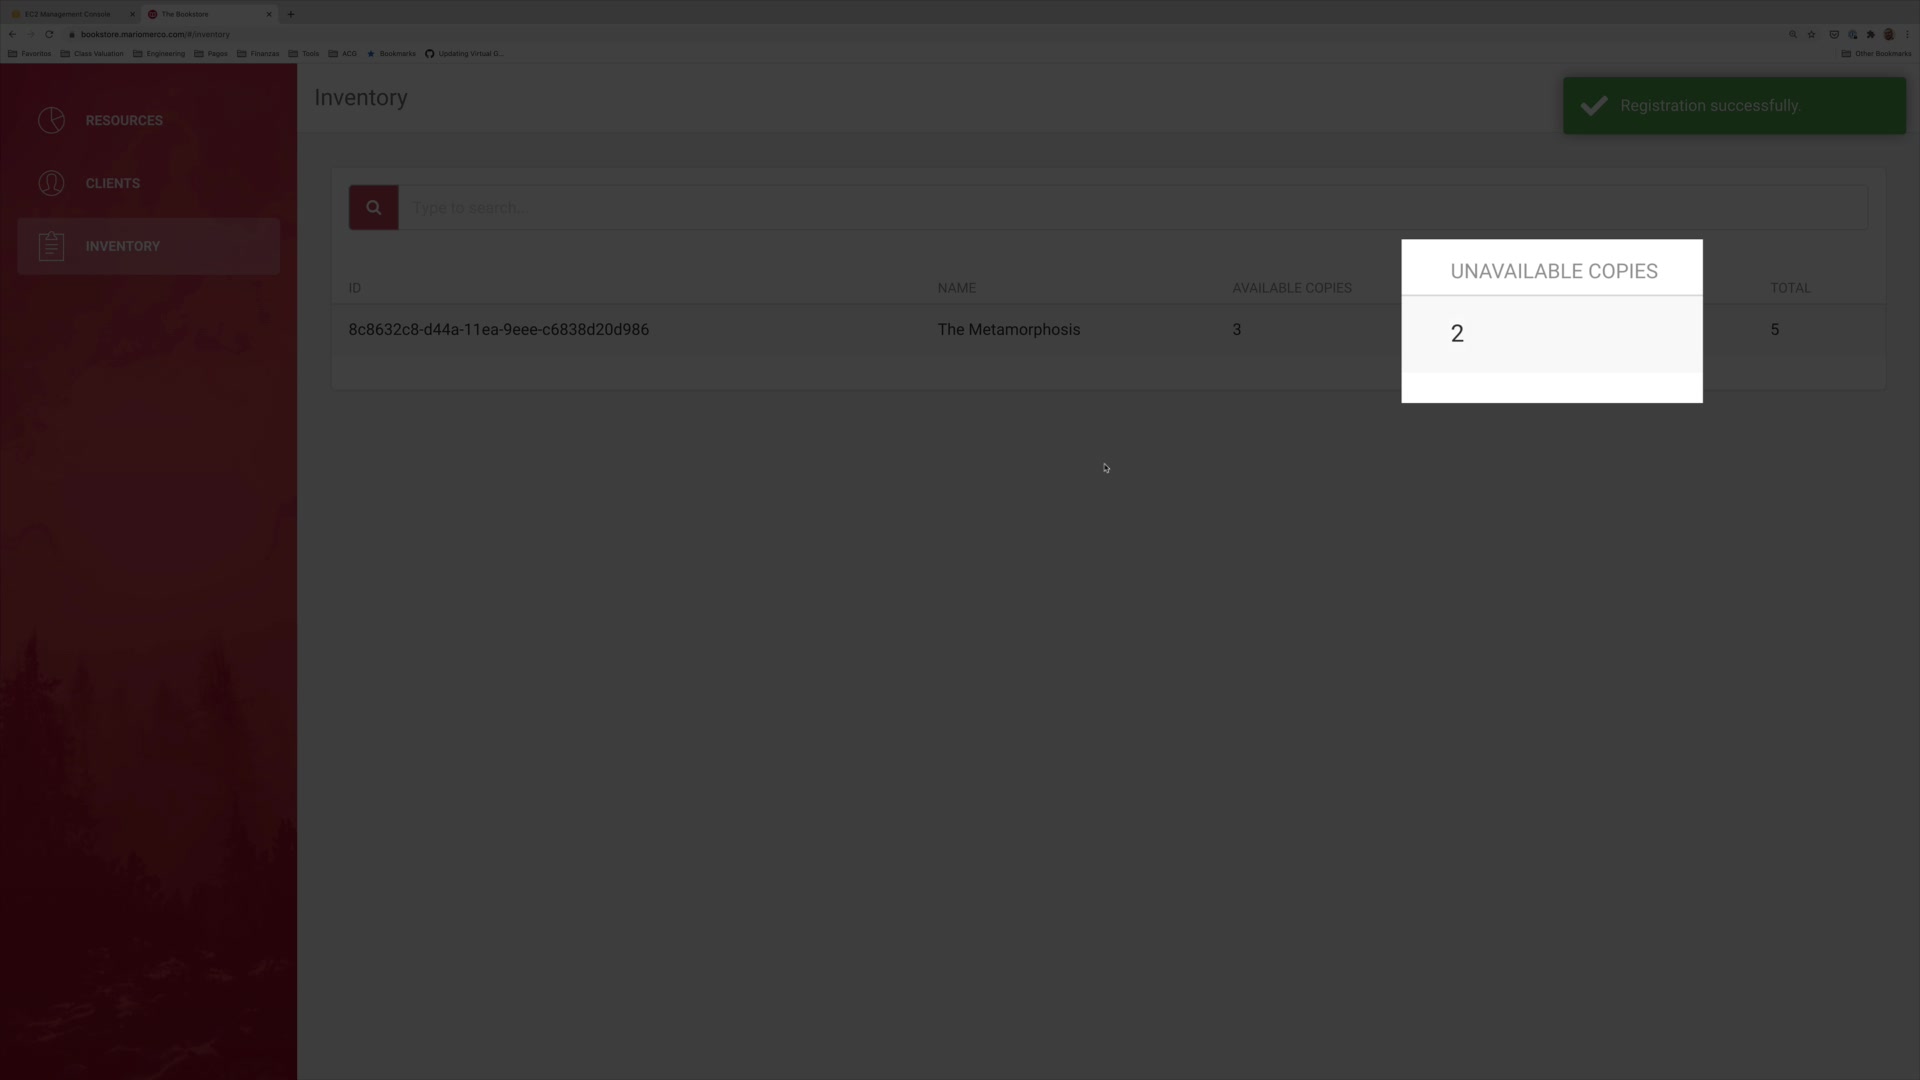 EC2 Management Console
The Bookstore
bookstore.mariomerco.com/#/inventory
Favoritos
Class Valuation
Engineering
Pagos
Finanzas
Tools
ACG
Bookmarks
Updating Virtual G...
Other Bookmarks
RESOURCES
CLIENTS
INVENTORY
Inventory
Registration successfully.
Type to search...
ID NAME AVAILABLE COPIES UNAVAILABLE COPIES TOTAL
8c8632c8-d44a-11ea-9eee-c6838d20d986 The Metamorphosis 3 2 5